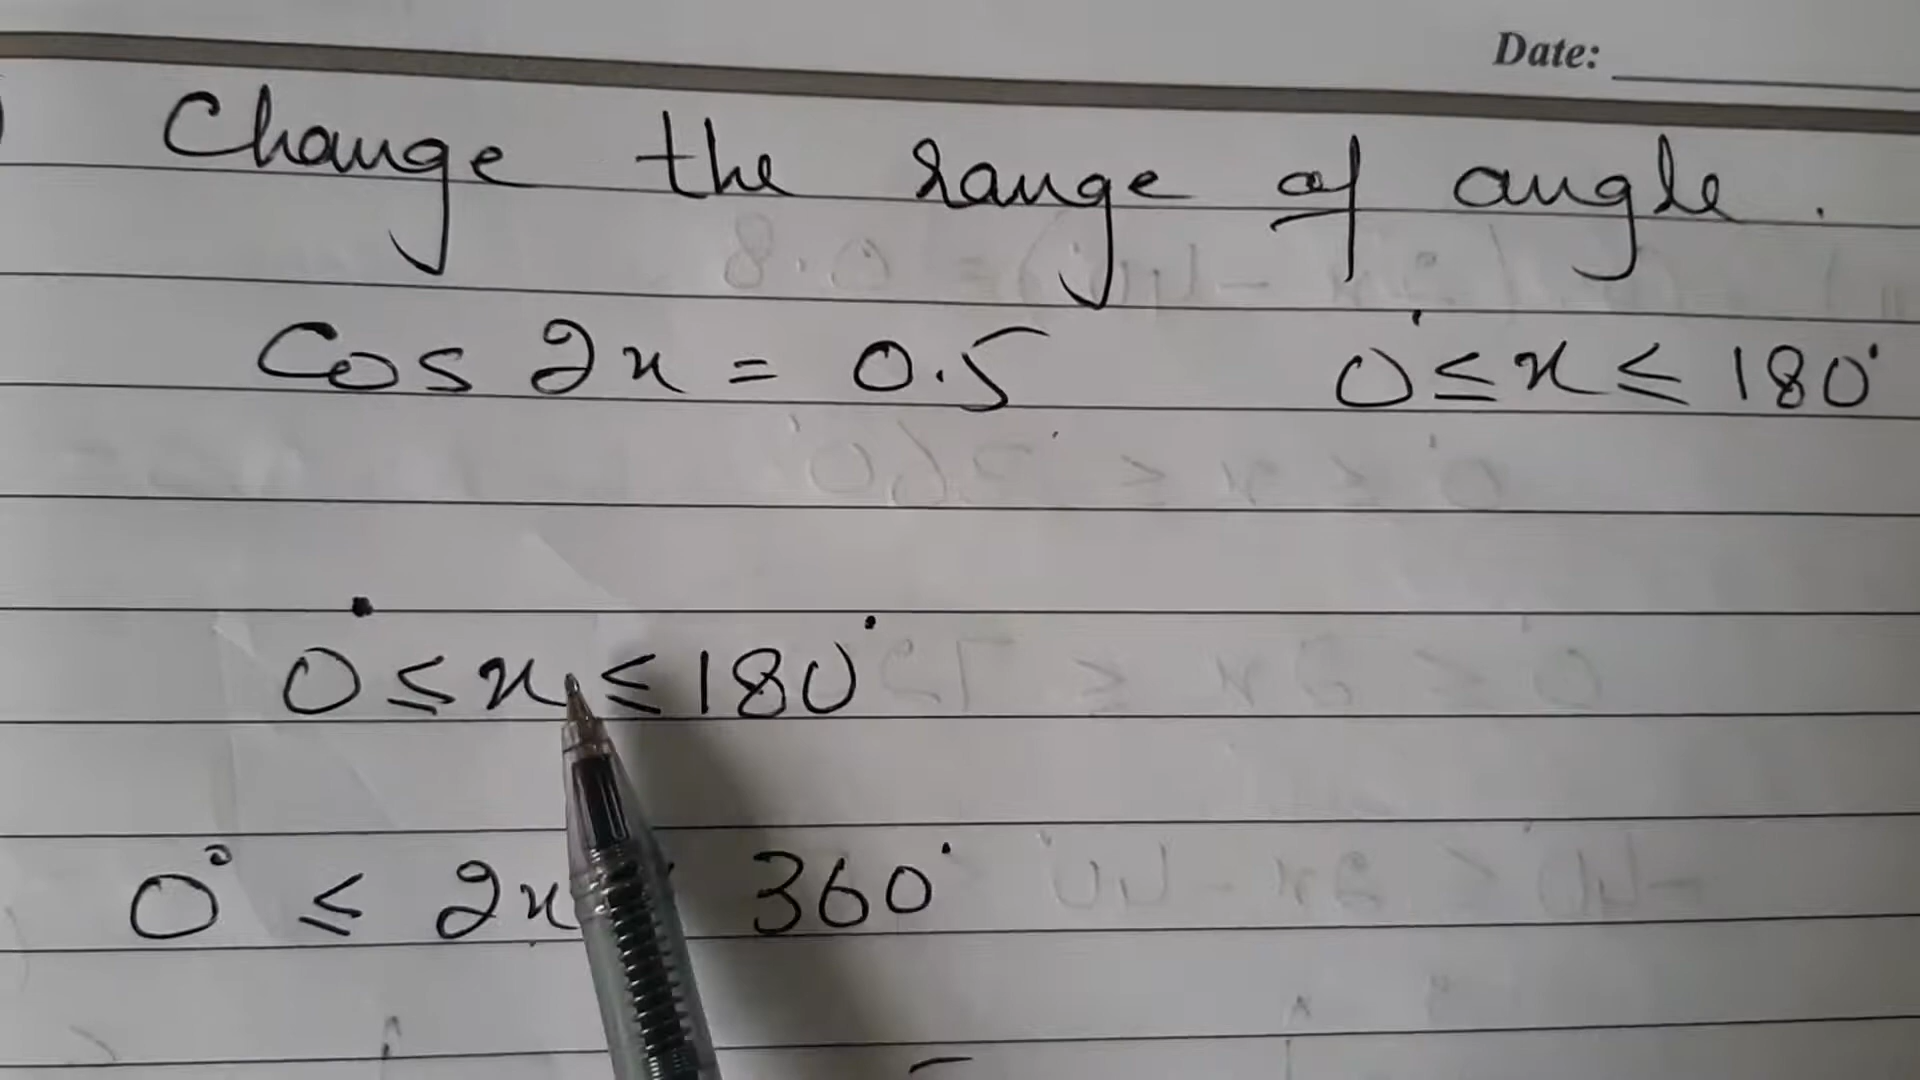 Date:
Change the range of angle.
Cos 2x = 0.5 0° ≤ x ≤ 180°
0° ≤ x ≤ 180°
0° ≤ 2x 360°